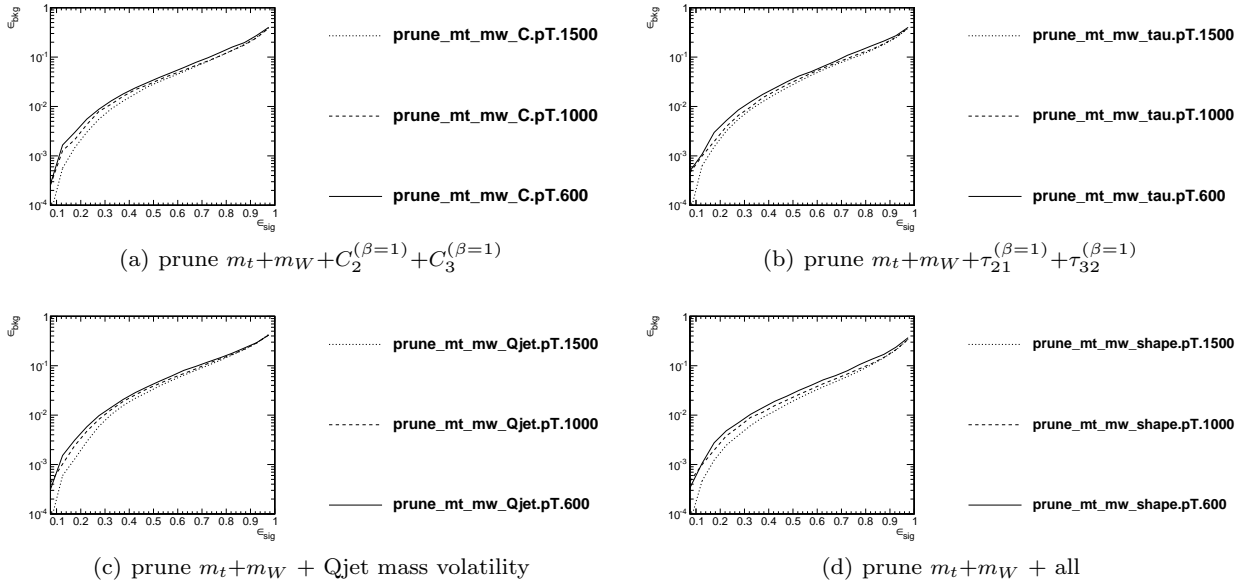 ϵbkg
1
10⁻¹
10⁻²
10⁻³
10⁻⁴
0.1 0.2 0.3 0.4 0.5 0.6 0.7 0.8 0.9 1
ϵsig
prune_mt_mw_C.pT.1500
prune_mt_mw_C.pT.1000
prune_mt_mw_C.pT.600
(a) prune m_t+m_W+C_2^(β=1)+C_3^(β=1)
ϵbkg
1
10⁻¹
10⁻²
10⁻³
10⁻⁴
0.1 0.2 0.3 0.4 0.5 0.6 0.7 0.8 0.9 1
ϵsig
prune_mt_mw_tau.pT.1500
prune_mt_mw_tau.pT.1000
prune_mt_mw_tau.pT.600
(b) prune m_t+m_W+τ_21^(β=1)+τ_32^(β=1)
ϵbkg
1
10⁻¹
10⁻²
10⁻³
10⁻⁴
0.1 0.2 0.3 0.4 0.5 0.6 0.7 0.8 0.9 1
ϵsig
prune_mt_mw_Qjet.pT.1500
prune_mt_mw_Qjet.pT.1000
prune_mt_mw_Qjet.pT.600
(c) prune m_t+m_W + Qjet mass volatility
ϵbkg
1
10⁻¹
10⁻²
10⁻³
10⁻⁴
0.1 0.2 0.3 0.4 0.5 0.6 0.7 0.8 0.9 1
ϵsig
prune_mt_mw_shape.pT.1500
prune_mt_mw_shape.pT.1000
prune_mt_mw_shape.pT.600
(d) prune m_t+m_W + all